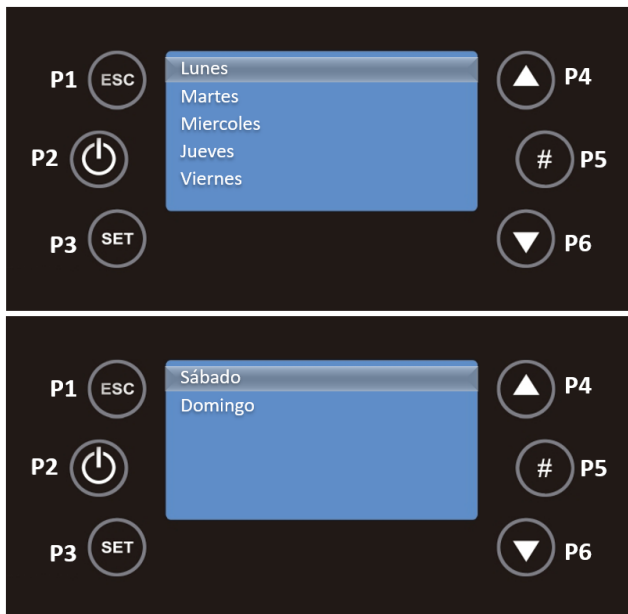 P1 ESC Lunes P4
Martes
Miercoles
P2 Jueves # P5
Viernes
P3 SET P6
P1 ESC Sábado P4
Domingo
P2 # P5
P3 SET P6